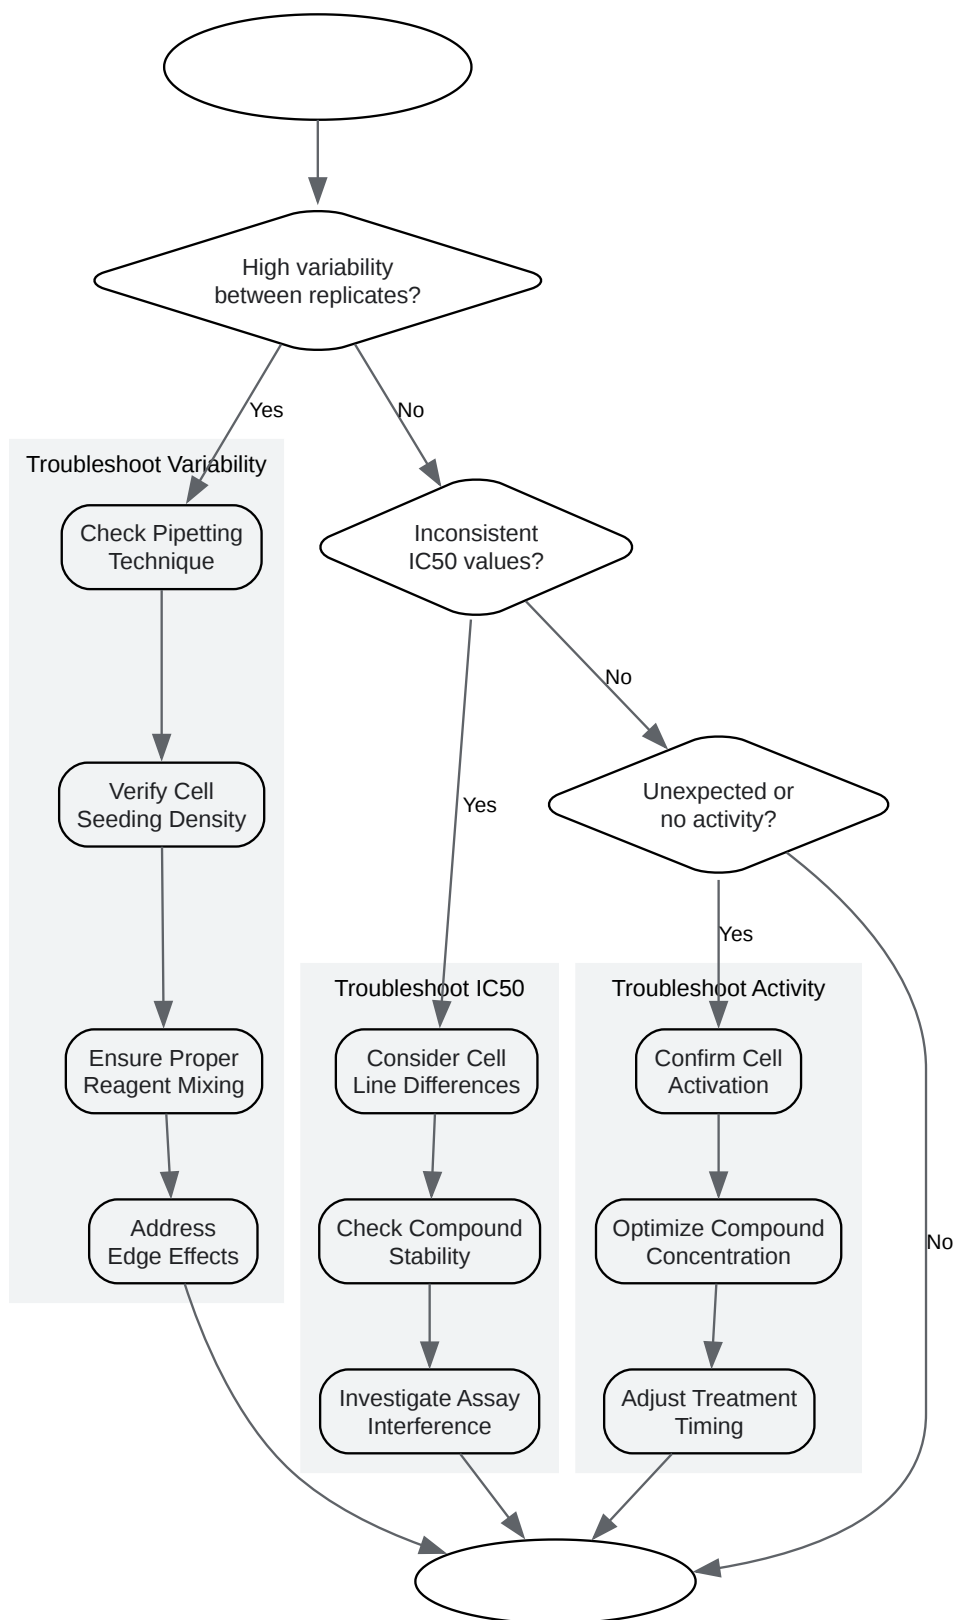 High variability
between replicates?
Yes
No
Troubleshoot Variability
Check Pipetting
Technique
Inconsistent
IC50 values?
No
Verify Cell
Seeding Density
Yes
Unexpected or
no activity?
Yes
Troubleshoot IC50
Troubleshoot Activity
Ensure Proper
Reagent Mixing
Consider Cell
Line Differences
Confirm Cell
Activation
Address
Edge Effects
Check Compound
Stability
Optimize Compound
Concentration
No
Investigate Assay
Interference
Adjust Treatment
Timing